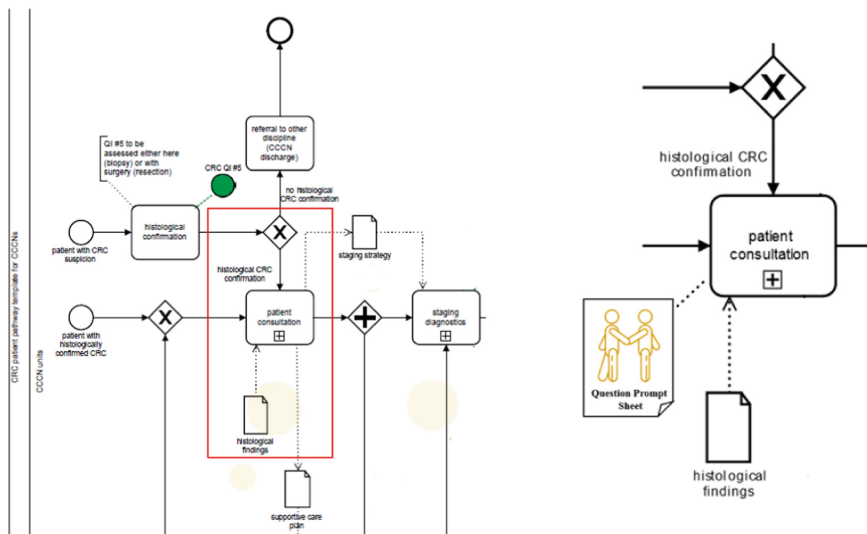 CRC patient pathway template for CCCNs
CCCN units
referral to other
discipline
(CCCN
discharge)
QI #5 to be
assessed either here
(biopsy) or with
surgery (resection)
CRC QI #5
no histological
CRC confirmation
histological
confirmation
patient with CRC
suspicion
staging strategy
histological CRC
confirmation
patient
consultation
staging
diagnostics
patient with
histologically
confirmed CRC
histological
findings
supportive care
plan
histological CRC
confirmation
patient
consultation
Question Prompt
Sheet
histological
findings